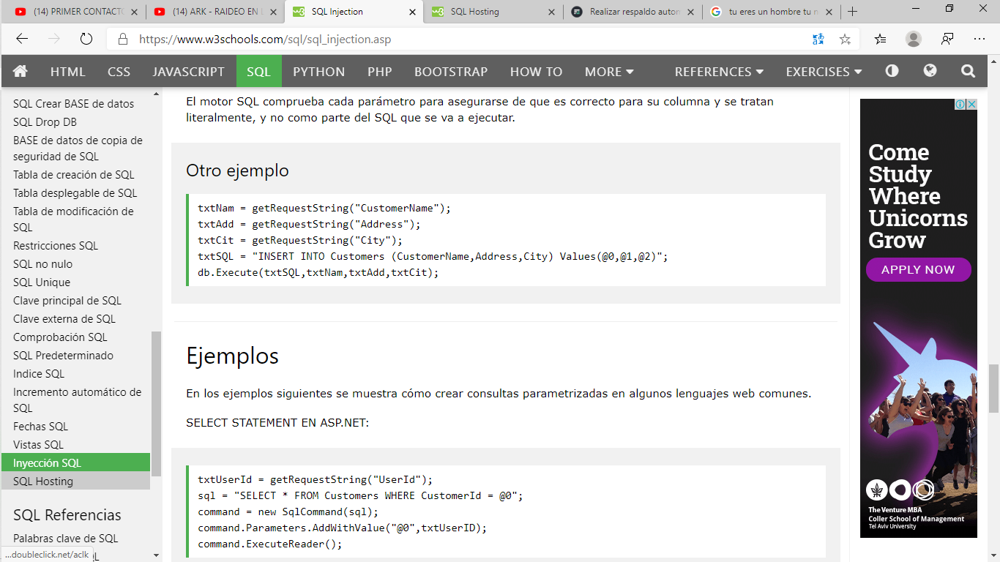 (14) PRIMER CONTACTO
(14) ARK - RAIDEO EN L
SQL Injection
SQL Hosting
Realizar respaldo autom
tu eres un hombre tu n
https://www.w3schools.com/sql/sql_injection.asp
HTML
CSS
JAVASCRIPT
SQL
PYTHON
PHP
BOOTSTRAP
HOW TO
MORE
REFERENCES
EXERCISES
SQL Crear BASE de datos
SQL Drop DB
BASE de datos de copia de
seguridad de SQL
Tabla de creación de SQL
Tabla desplegable de SQL
Tabla de modificación de
SQL
Restricciones SQL
SQL no nulo
SQL Unique
Clave principal de SQL
Clave externa de SQL
Comprobación SQL
SQL Predeterminado
Indice SQL
Incremento automático de
SQL
Fechas SQL
Vistas SQL
Inyección SQL
SQL Hosting
SQL Referencias
Palabras clave de SQL
...doubleclick.net/aclk
El motor SQL comprueba cada parámetro para asegurarse de que es correcto para su columna y se tratan
literalmente, y no como parte del SQL que se va a ejecutar.
Otro ejemplo
txtNam = getRequestString("CustomerName");
txtAdd = getRequestString("Address");
txtCit = getRequestString("City");
txtSQL = "INSERT INTO Customers (CustomerName,Address,City) Values(@0,@1,@2)";
db.Execute(txtSQL,txtNam,txtAdd,txtCit);
Ejemplos
En los ejemplos siguientes se muestra cómo crear consultas parametrizadas en algunos lenguajes web comunes.
SELECT STATEMENT EN ASP.NET:
txtUserId = getRequestString("UserId");
sql = "SELECT * FROM Customers WHERE CustomerId = @0";
command = new SqlCommand(sql);
command.Parameters.AddWithValue("@0",txtUserID);
command.ExecuteReader();
Come
Study
Where
Unicorns
Grow
APPLY NOW
The Venture MBA
Coller School of Management
Tel Aviv University